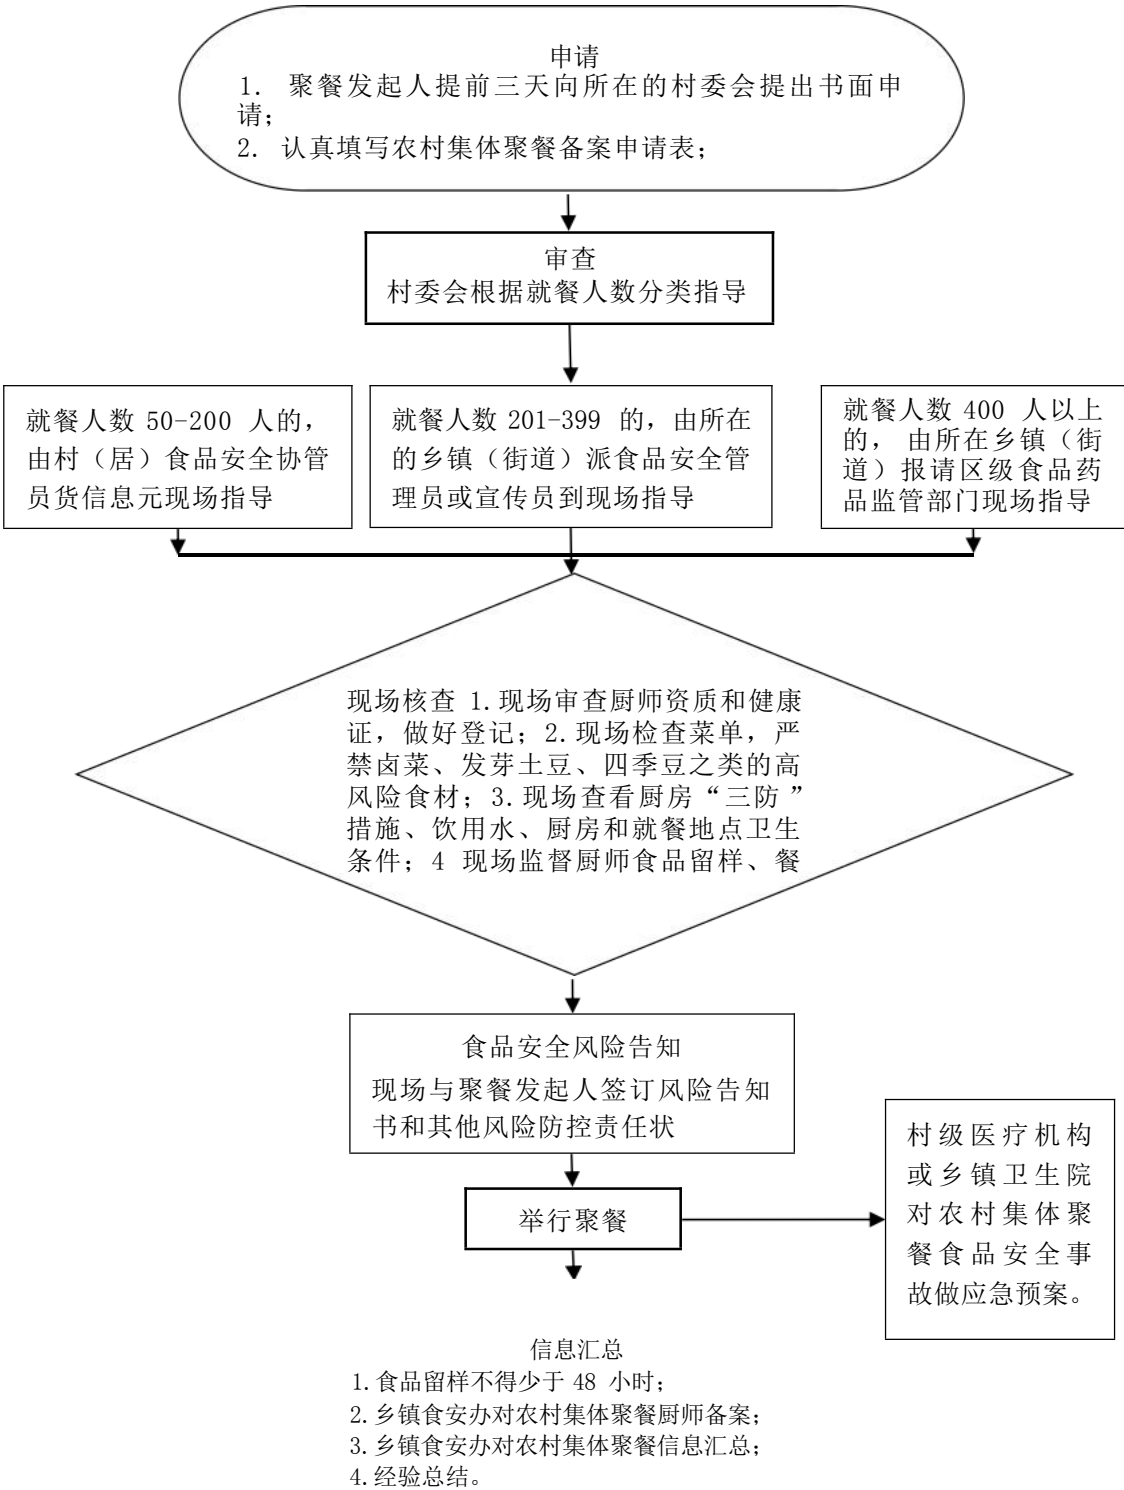 申请
1. 聚餐发起人提前三天向所在的村委会提出书面申
请;
2. 认真填写农村集体聚餐备案申请表;
审查
村委会根据就餐人数分类指导
就餐人数 50-200 人的,
由村（居）食品安全协管
员货信息元现场指导
就餐人数 201-399 的, 由所在
的乡镇（街道）派食品安全管
理员或宣传员到现场指导
就餐人数 400 人以上
的, 由所在乡镇（街
道）报请区级食品药
品监管部门现场指导
现场核查 1.现场审查厨师资质和健康
证, 做好登记; 2.现场检查菜单, 严
禁卤菜、发芽土豆、四季豆之类的高
风险食材; 3.现场查看厨房“三防”
措施、饮用水、厨房和就餐地点卫生
条件; 4 现场监督厨师食品留样、餐
食品安全风险告知
现场与聚餐发起人签订风险告知
书和其他风险防控责任状
举行聚餐
村级医疗机构
或乡镇卫生院
对农村集体聚
餐食品安全事
故做应急预案。
信息汇总
1.食品留样不得少于 48 小时;
2.乡镇食安办对农村集体聚餐厨师备案;
3.乡镇食安办对农村集体聚餐信息汇总;
4.经验总结。